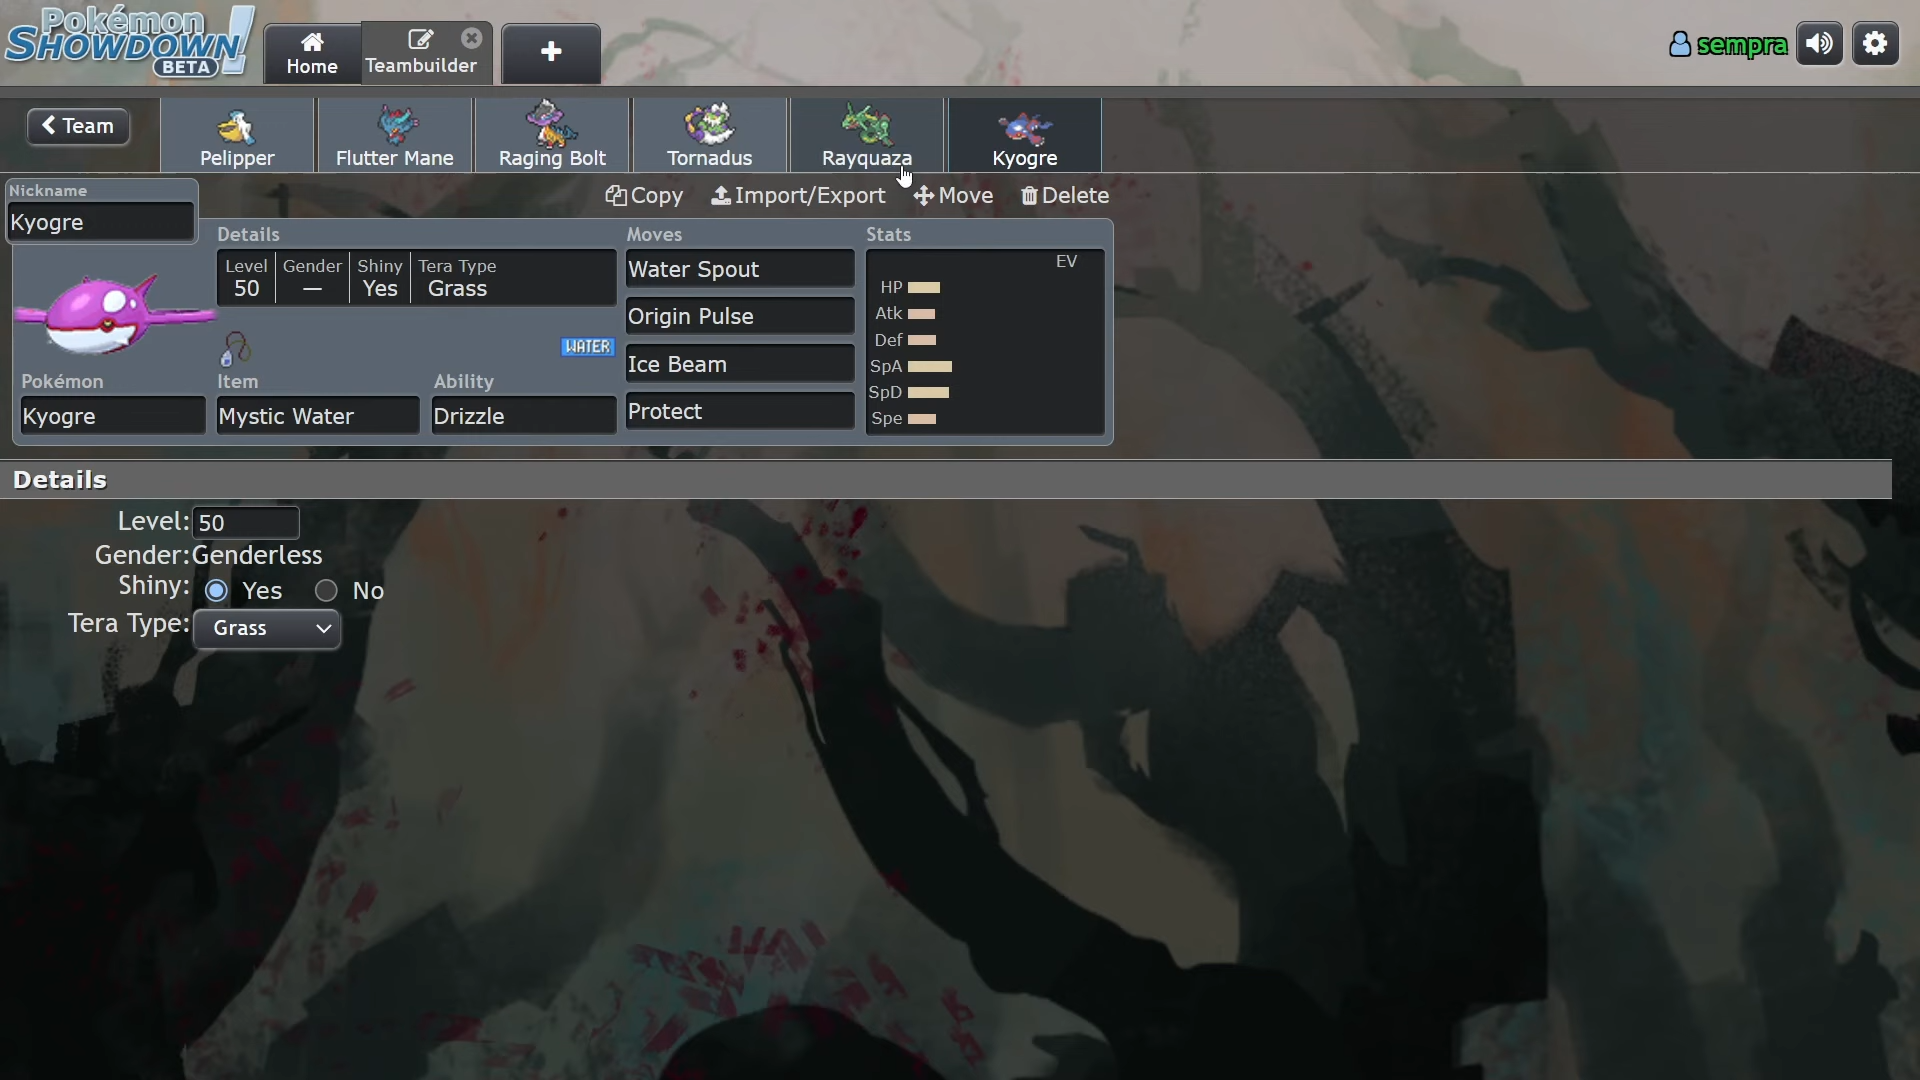 Pokémon
SHOWDOWN!
BETA
Home
Teambuilder
sempra
Team
Pelipper
Flutter Mane
Raging Bolt
Tornadus
Rayquaza
Kyogre
Copy
Import/Export
Move
Delete
Nickname
Kyogre
Details
Level
50
Gender
—
Shiny
Yes
Tera Type
Grass
WATER
Pokémon
Kyogre
Item
Mystic Water
Ability
Drizzle
Moves
Water Spout
Origin Pulse
Ice Beam
Protect
Stats
EV
HP
Atk
Def
SpA
SpD
Spe
Details
Level: 50
Gender: Genderless
Shiny: Yes No
Tera Type: Grass